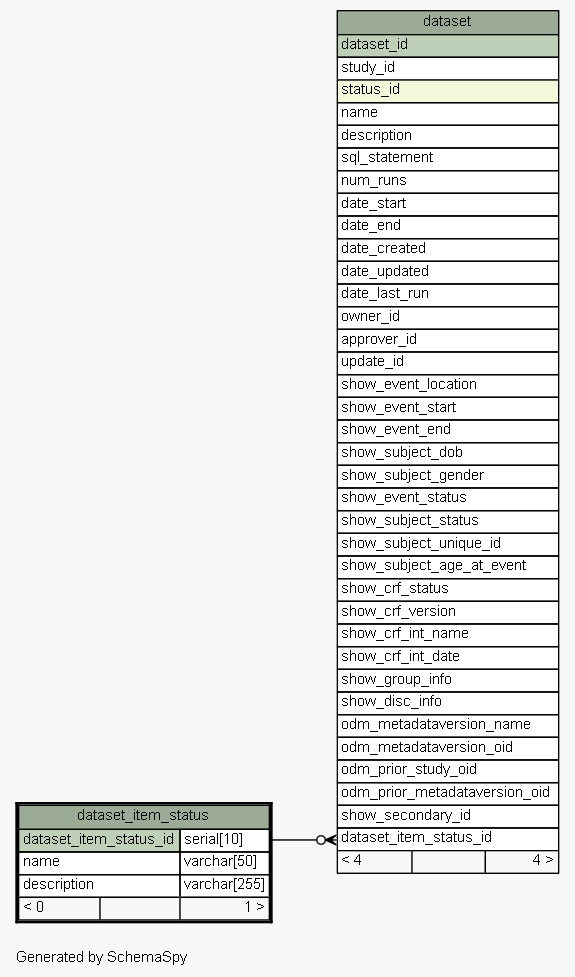 dataset
dataset_id
study_id
status_id
name
description
sql_statement
num_runs
date_start
date_end
date_created
date_updated
date_last_run
owner_id
approver_id
update_id
show_event_location
show_event_start
show_event_end
show_subject_dob
show_subject_gender
show_event_status
show_subject_status
show_subject_unique_id
show_subject_age_at_event
show_crf_status
show_crf_version
show_crf_int_name
show_crf_int_date
show_group_info
show_disc_info
odm_metadataversion_name
odm_metadataversion_oid
odm_prior_study_oid
odm_prior_metadataversion_oid
show_secondary_id
dataset_item_status_id
< 4 4 >
dataset_item_status
dataset_item_status_id serial[10]
name varchar[50]
description varchar[255]
< 0 1 >
Generated by SchemaSpy